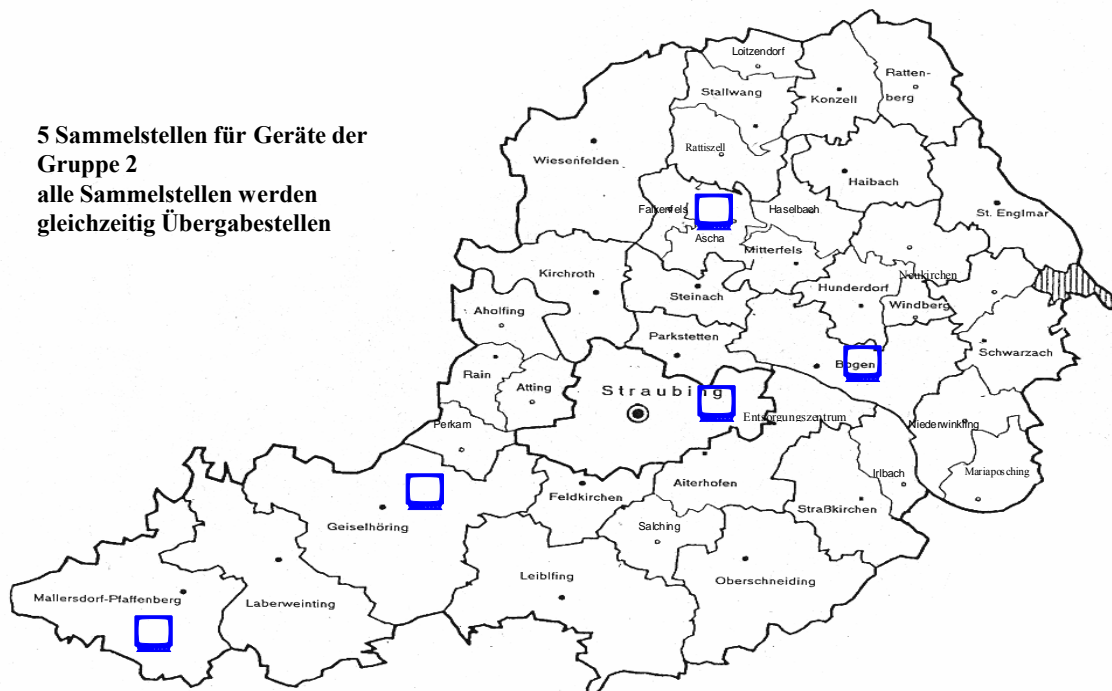 5 Sammelstellen für Geräte der
Gruppe 2
alle Sammelstellen werden
gleichzeitig Übergabestellen
Loitzendorf
Stallwang
Konzell
Ratten-
berg
Wiesenfelden
Rattiszell
Haibach
Falkenfels
Haselbach
St. Englmar
Ascha
Mitterfels
Kirchroth
Steinach
Hunderdorf
Neukirchen
Windberg
Aholfing
Parkstetten
Schwarzach
Rain
Atting
Straubing
Bogen
Entsorgungszentrum
Niederwinkling
Perkam
Mariaposching
Irlbach
Aiterhofen
Feldkirchen
Straßkirchen
Geiselhöring
Salching
Leiblfing
Oberschneiding
Mallersdorf-Pfaffenberg
Laberweinting